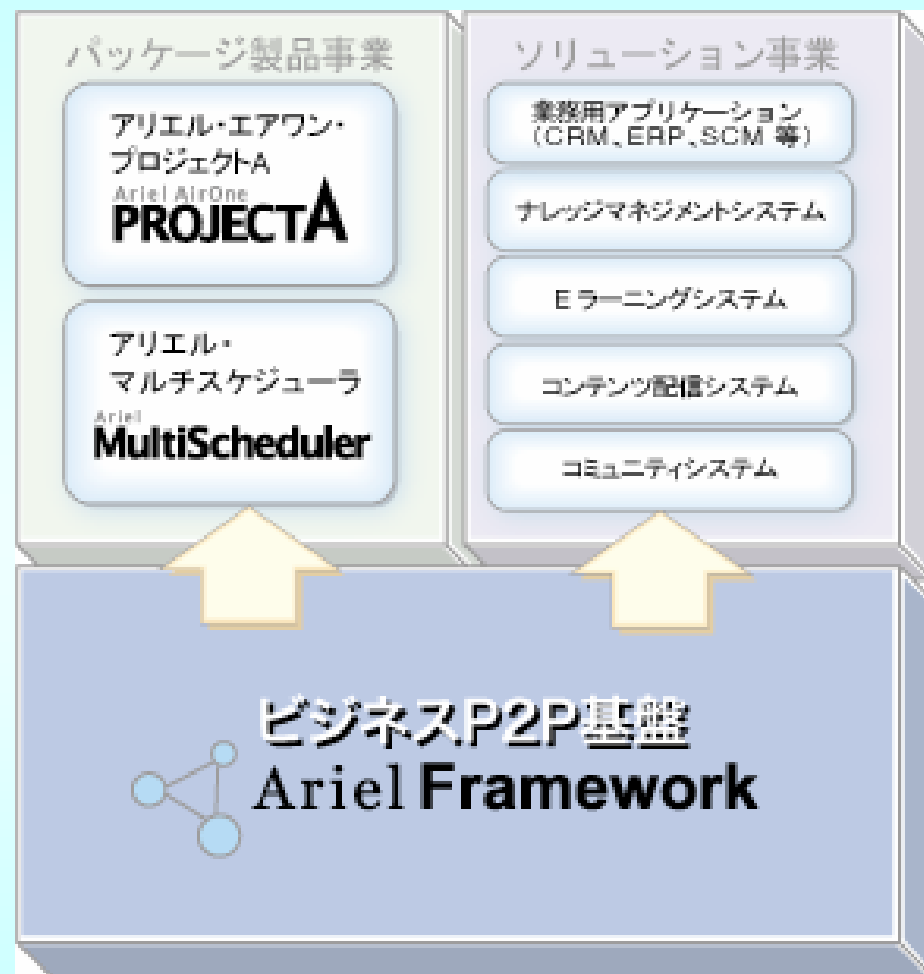 パッケージ製品事業
アリエル・エアワン・
プロジェクトA
Ariel AirOne
PROJECTA
アリエル・
マルチスケジューラ
Ariel
MultiScheduler
ソリューション事業
業務用アプリケーション
(CRM、ERP、SCM 等)
ナレッジマネジメントシステム
Eラーニングシステム
コンテンツ配信システム
コミュニティシステム
ビジネスP2P基盤
Ariel Framework